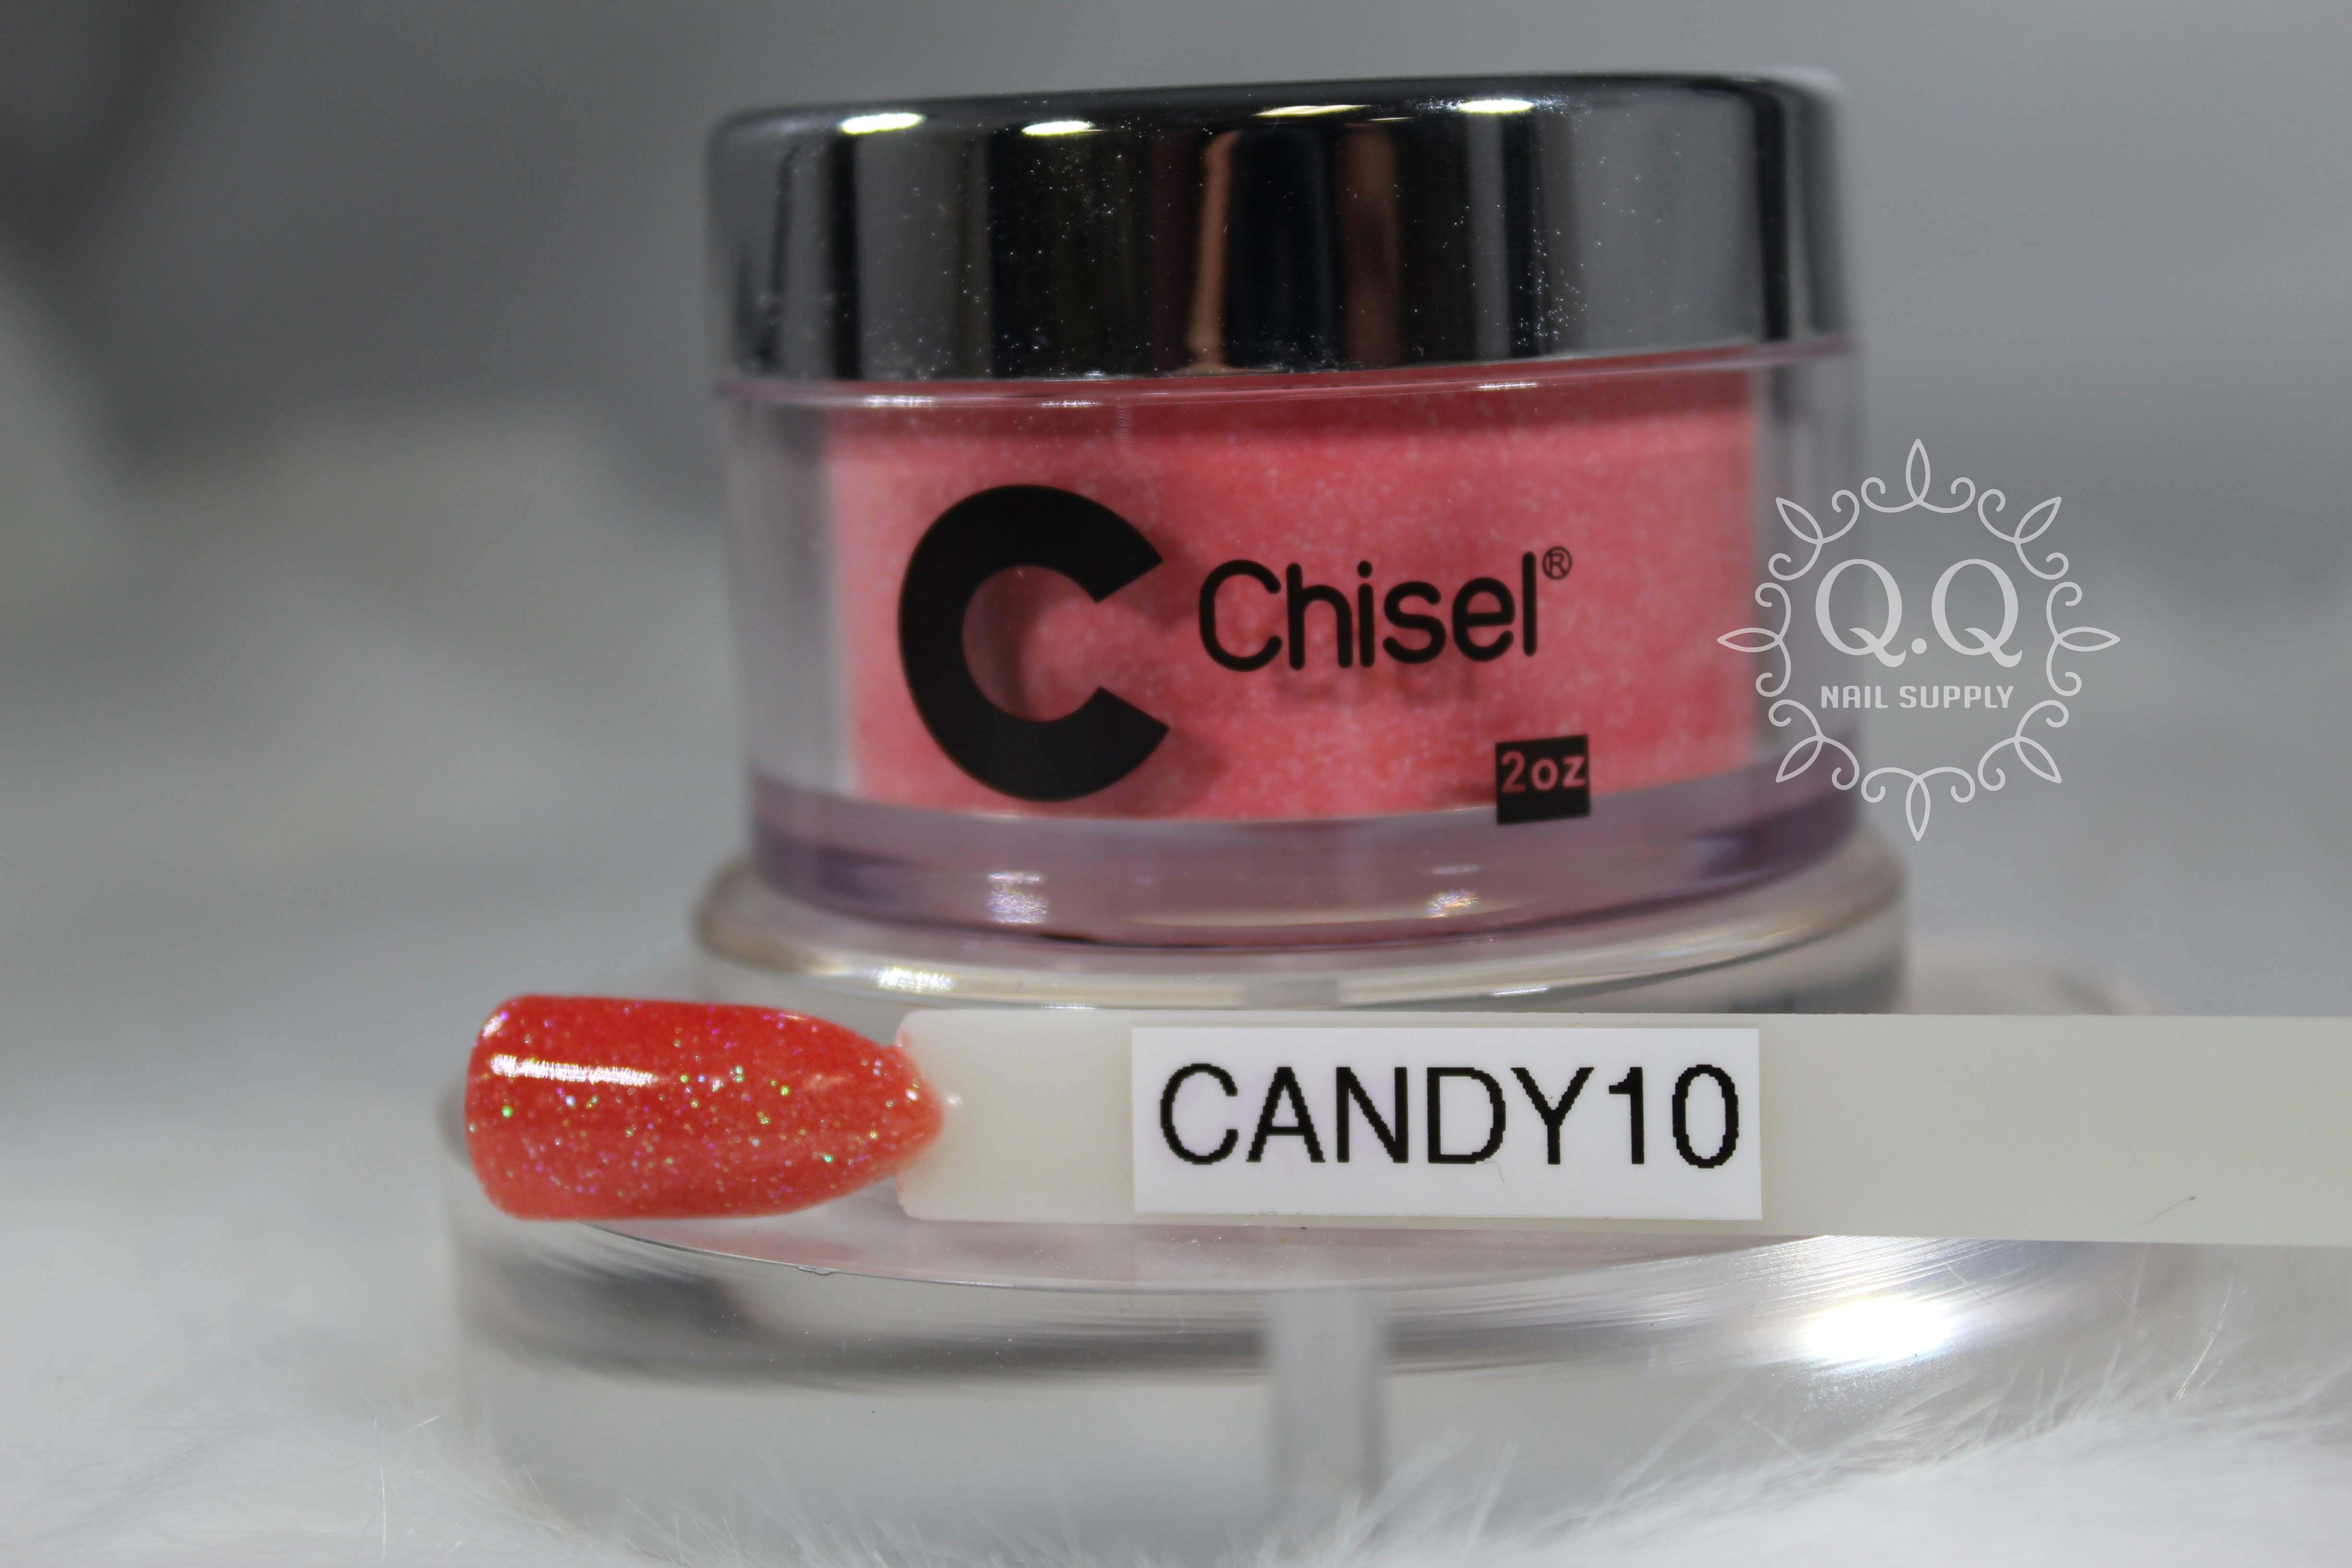 C Chisel®
2oz
Q.Q
NAIL SUPPLY
CANDY10